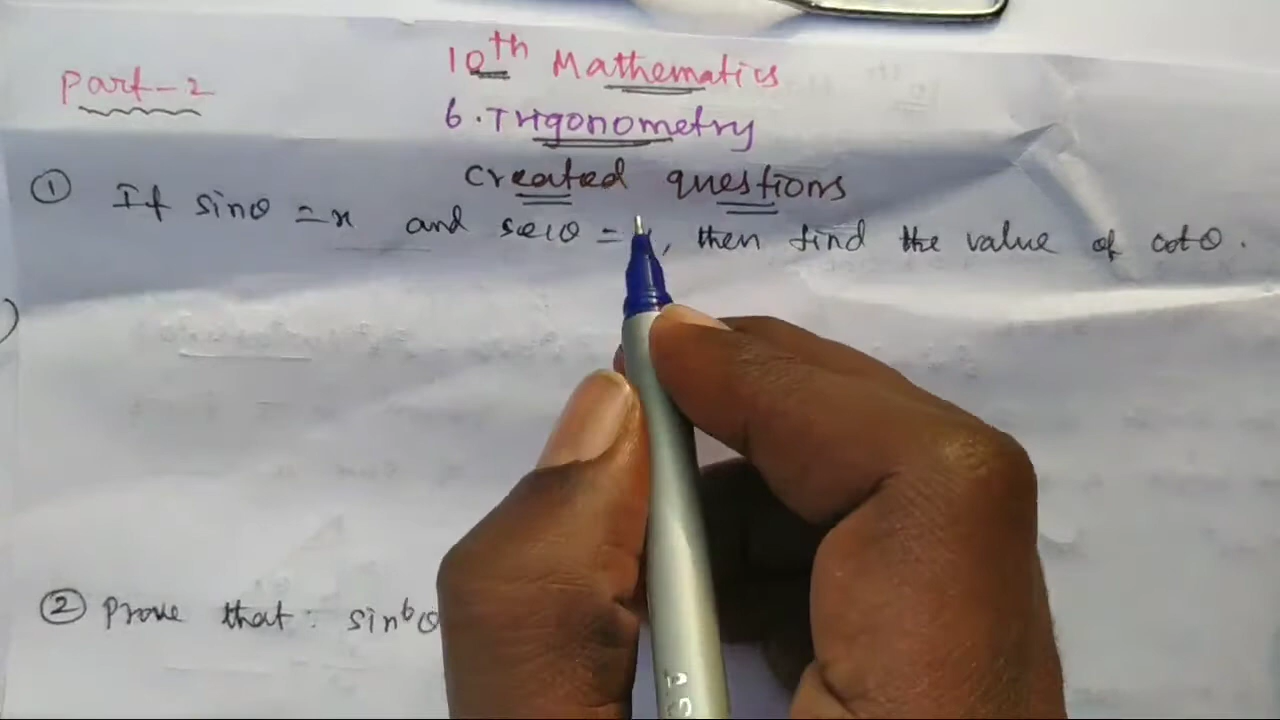 10th Mathematics
Part-2
6. Trigonometry
Created questions
① If sinθ = x and secθ = , then find the value of cotθ.
② Prove that: sin⁶θ